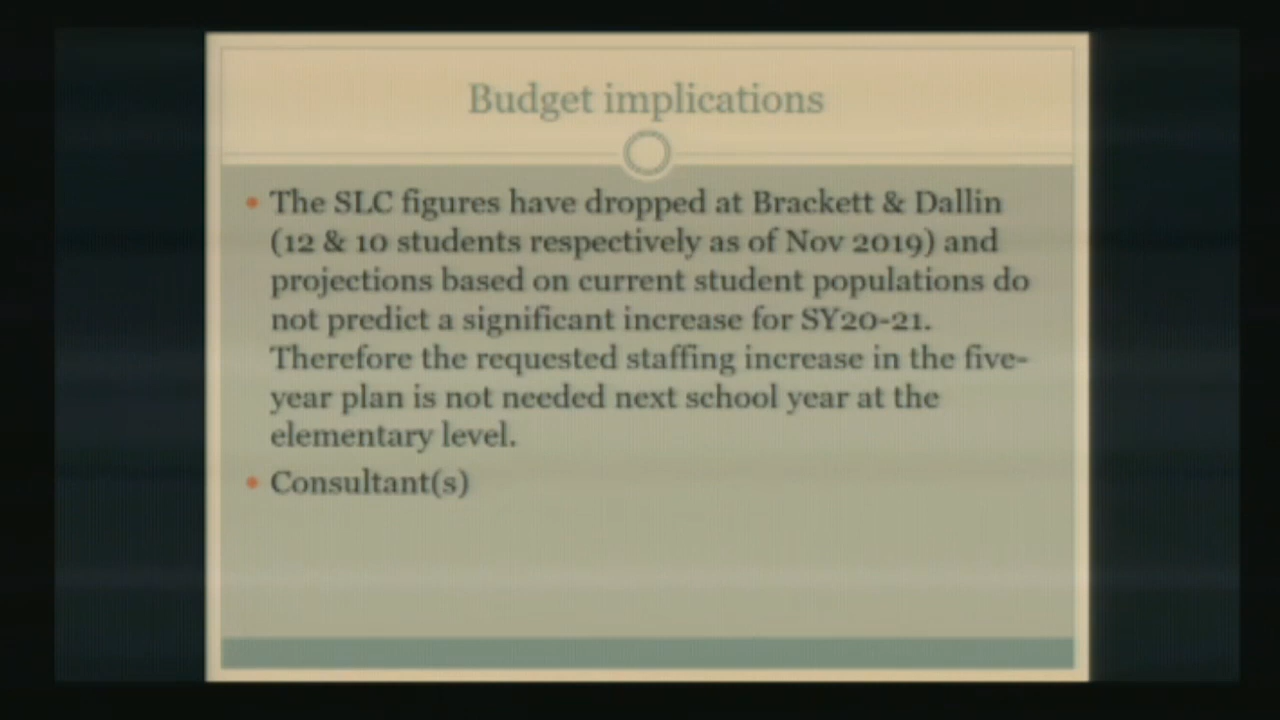 Budget implications
• The SLC figures have dropped at Brackett & Dallin
(12 & 10 students respectively as of Nov 2019) and
projections based on current student populations do
not predict a significant increase for SY20-21.
Therefore the requested staffing increase in the five-
year plan is not needed next school year at the
elementary level.
• Consultant(s)